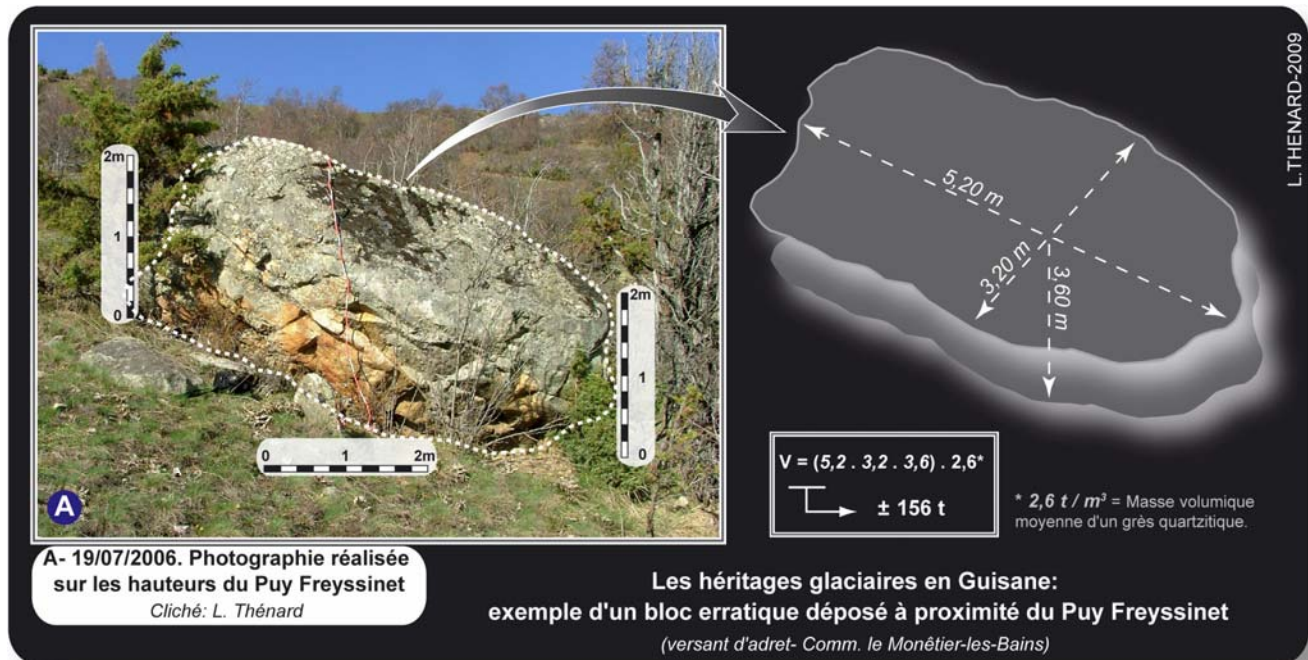 L.THENARD-2009
2m
1
0
2m
1
0
0 1 2m
A
5,20 m
3,20 m
3,60 m
V = (5,2 . 3,2 . 3,6) . 2,6*
± 156 t
* 2,6 t / m³ = Masse volumique
moyenne d'un grès quartzitique.
A- 19/07/2006. Photographie réalisée
sur les hauteurs du Puy Freyssinet
Cliché: L. Thénard
Les héritages glaciaires en Guisane:
exemple d'un bloc erratique déposé à proximité du Puy Freyssinet
(versant d'adret- Comm. le Monêtier-les-Bains)